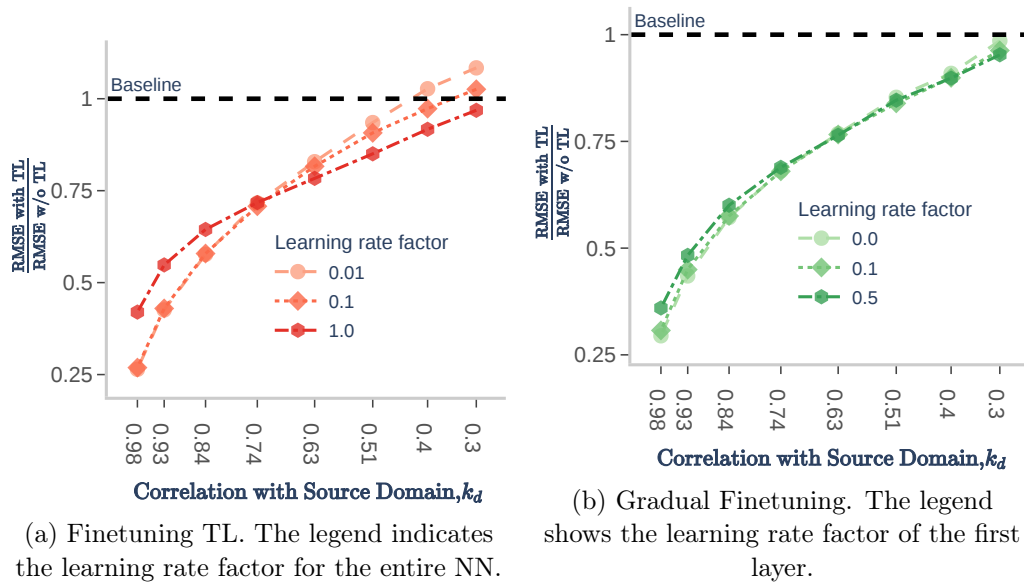 Baseline
1
0.75
0.5
0.25
RMSE with TL
RMSE w/o TL
Learning rate factor
0.01
0.1
1.0
0.98
0.93
0.84
0.74
0.63
0.51
0.4
0.3
Correlation with Source Domain,k_d
(a) Finetuning TL. The legend indicates
the learning rate factor for the entire NN.
Baseline
1
0.75
0.5
0.25
RMSE with TL
RMSE w/o TL
Learning rate factor
0.0
0.1
0.5
0.98
0.93
0.84
0.74
0.63
0.51
0.4
0.3
Correlation with Source Domain,k_d
(b) Gradual Finetuning. The legend
shows the learning rate factor of the first
layer.